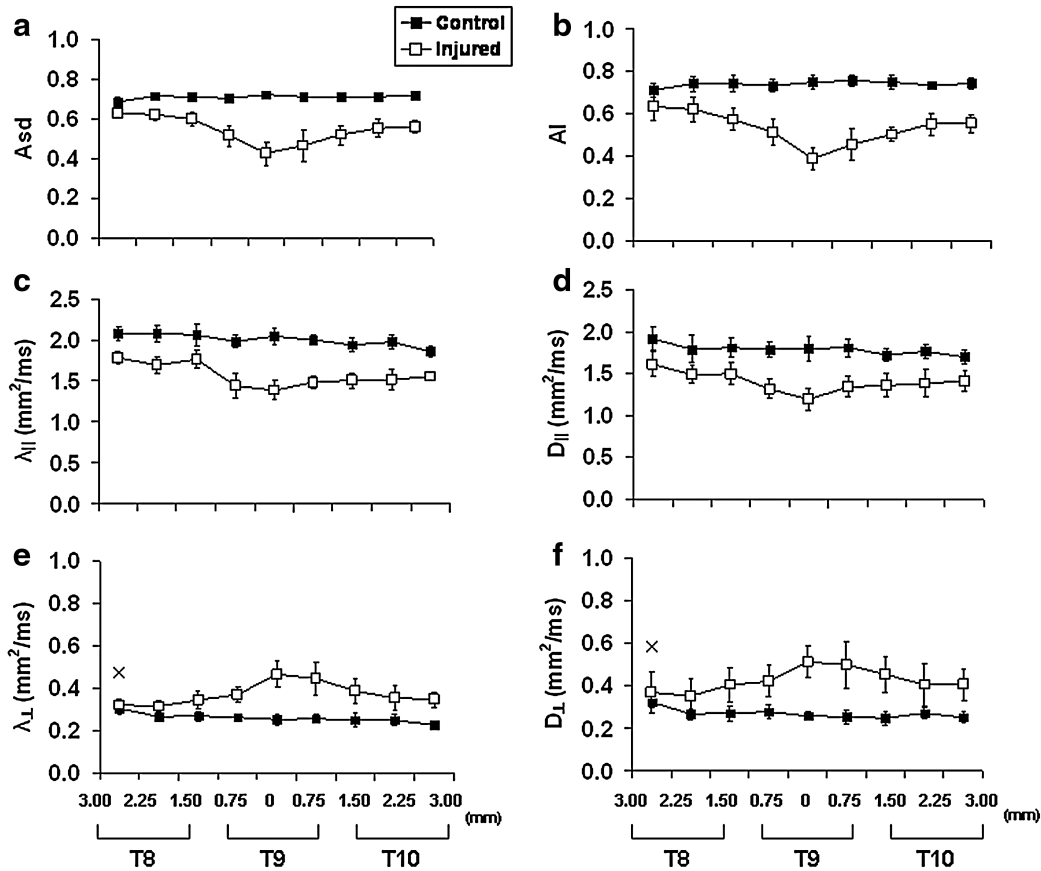 a
Control
Injured
1.0
0.8
0.6
0.4
0.2
0.0
Asd
b
1.0
0.8
0.6
0.4
0.2
0.0
AI
c
2.5
2.0
1.5
1.0
0.5
0.0
λ|| (mm²/ms)
d
2.5
2.0
1.5
1.0
0.5
0.0
D|| (mm²/ms)
e
1.0
0.8
0.6
0.4
0.2
0.0
λ⊥ (mm²/ms)
3.00 2.25 1.50 0.75 0 0.75 1.50 2.25 3.00 (mm)
T8 T9 T10
f
1.0
0.8
0.6
0.4
0.2
0.0
D⊥ (mm²/ms)
3.00 2.25 1.50 0.75 0 0.75 1.50 2.25 3.00 (mm)
T8 T9 T10